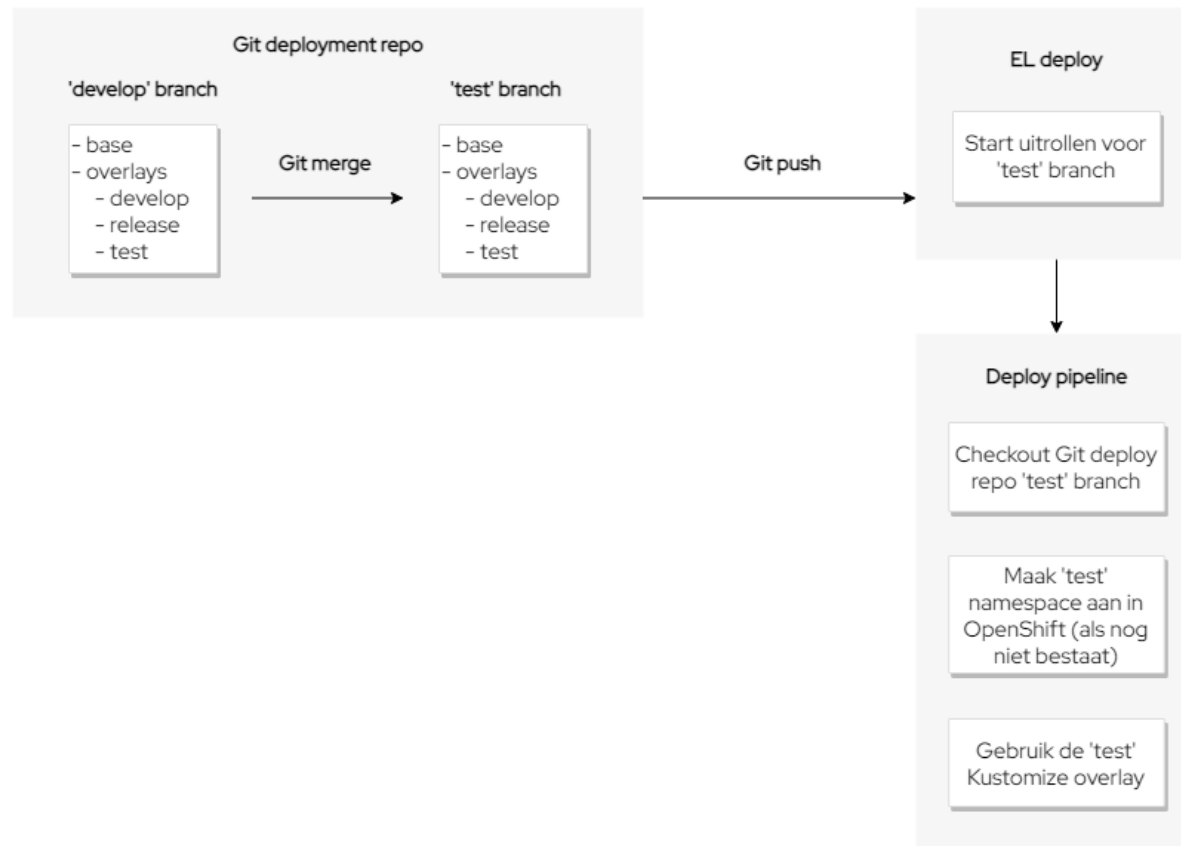 Git deployment repo
'develop' branch
- base
- overlays
- develop
- release
- test
Git merge
'test' branch
- base
- overlays
- develop
- release
- test
Git push
EL deploy
Start uitrollen voor
'test' branch
Deploy pipeline
Checkout Git deploy
repo 'test' branch
Maak 'test'
namespace aan in
OpenShift (als nog
niet bestaat)
Gebruik de 'test'
Kustomize overlay